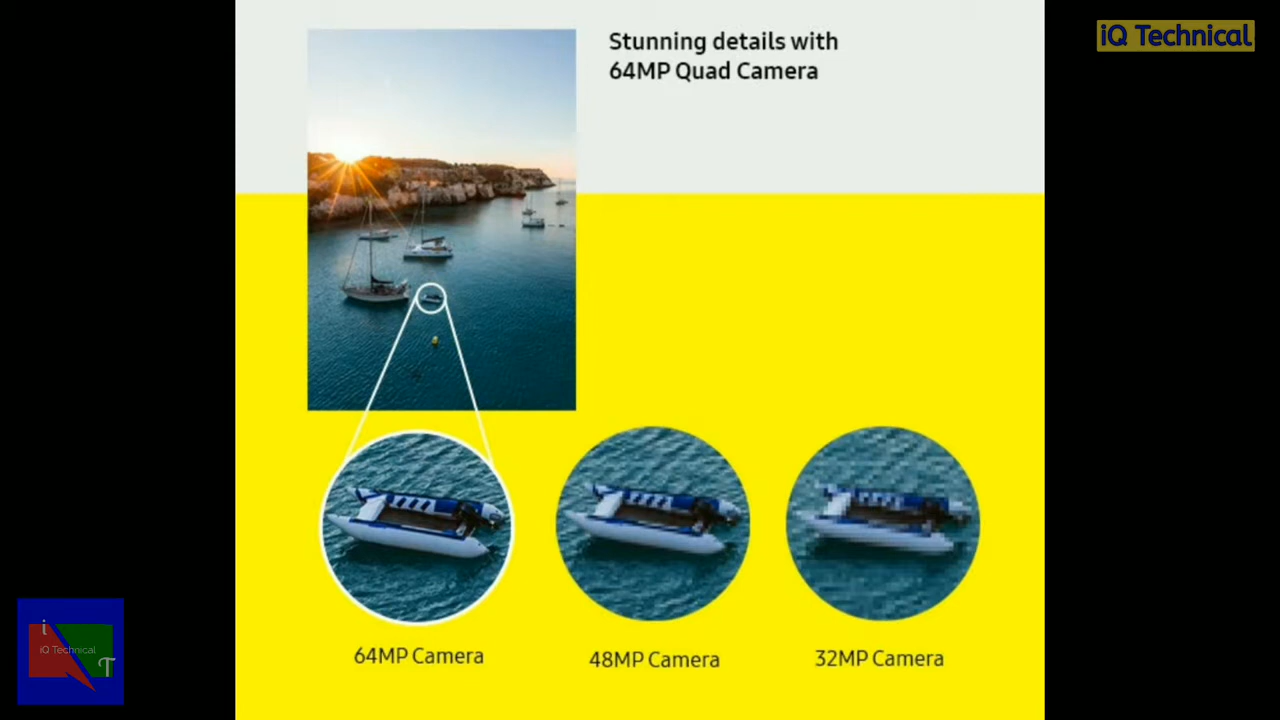 Stunning details with
64MP Quad Camera
iQ Technical
64MP Camera
48MP Camera
32MP Camera
i
iQ Technical
T